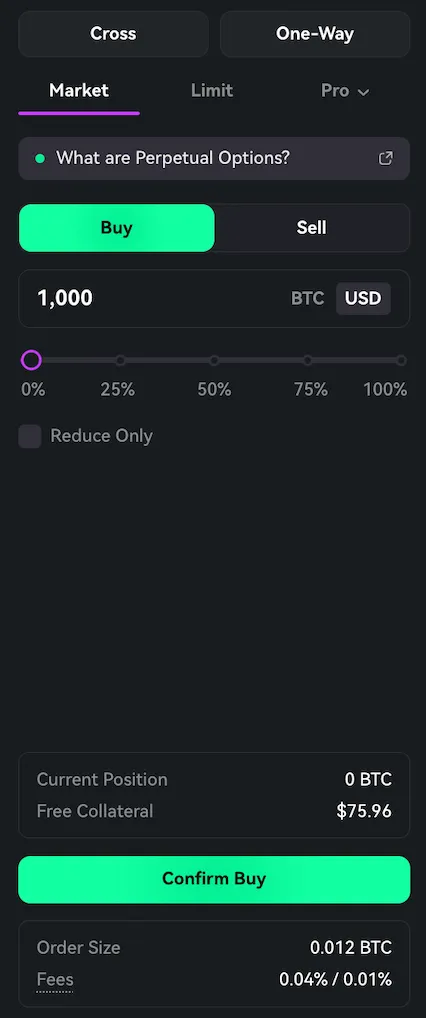 Cross One-Way
Market Limit Pro
What are Perpetual Options?
Buy Sell
1,000 BTC USD
0% 25% 50% 75% 100%
Reduce Only
Current Position 0 BTC
Free Collateral $75.96
Confirm Buy
Order Size 0.012 BTC
Fees 0.04% / 0.01%